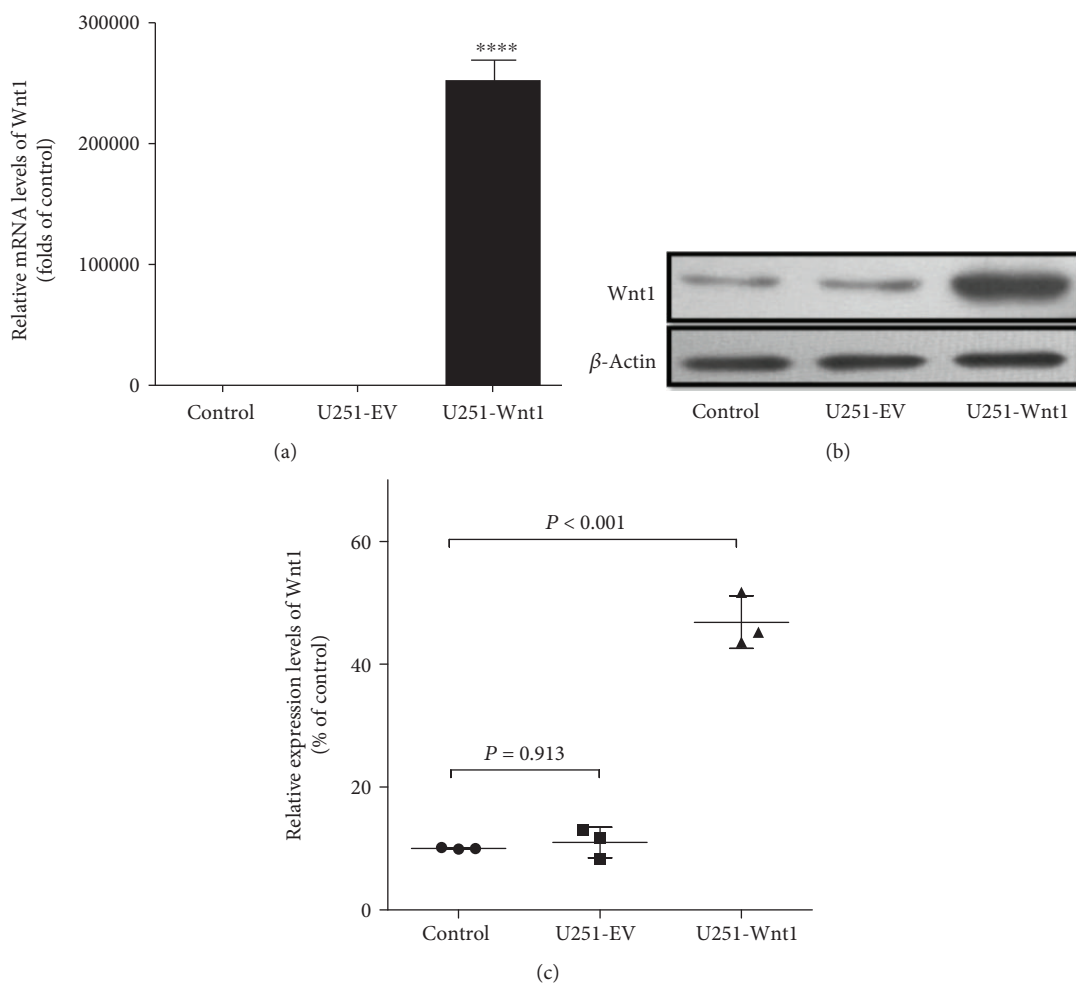 Relative mRNA levels of Wnt1
(folds of control)
300000
200000
100000
0
****
Control
U251-EV
U251-Wnt1
(a)
Wnt1
β-Actin
Control
U251-EV
U251-Wnt1
(b)
Relative expression levels of Wnt1
(% of control)
60
40
20
0
P < 0.001
P = 0.913
Control
U251-EV
U251-Wnt1
(c)